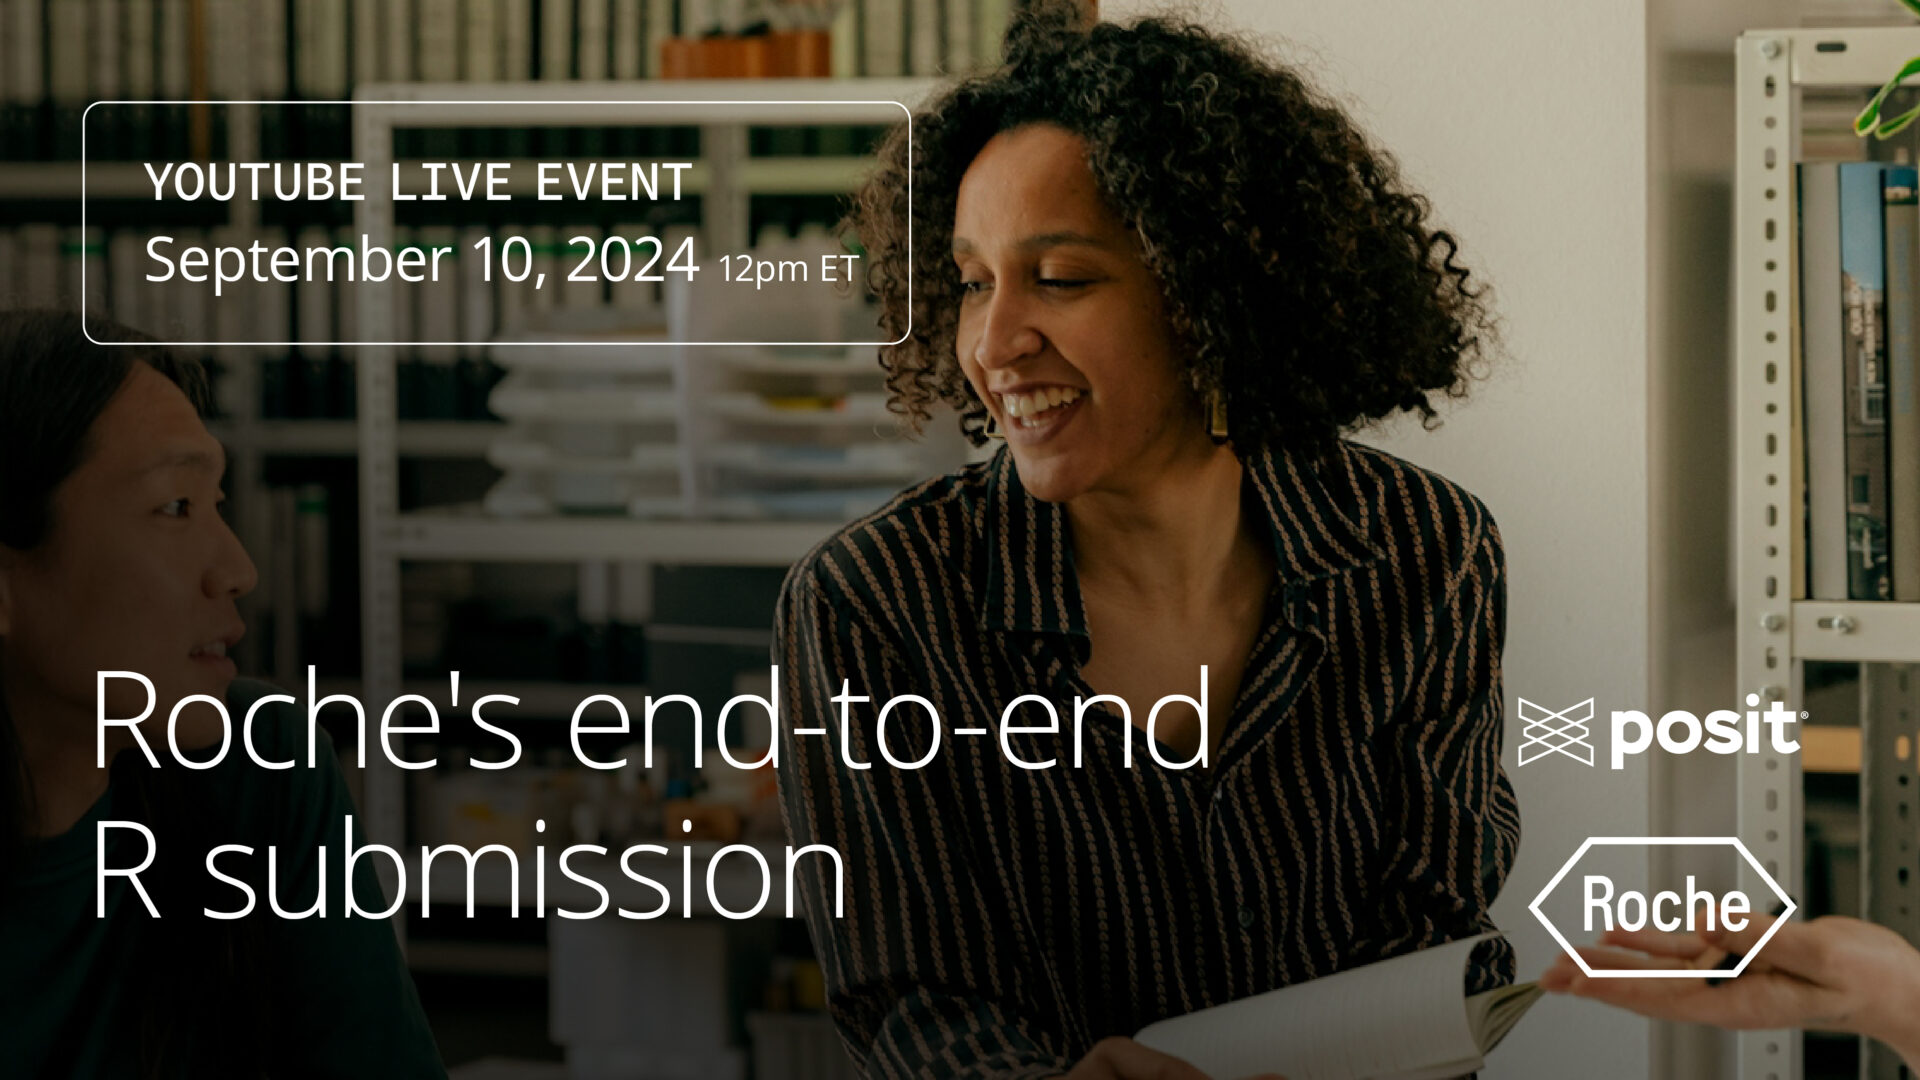 YOUTUBE LIVE EVENT
September 10, 2024 12pm ET
Roche's end-to-end
R submission
posit®
Roche